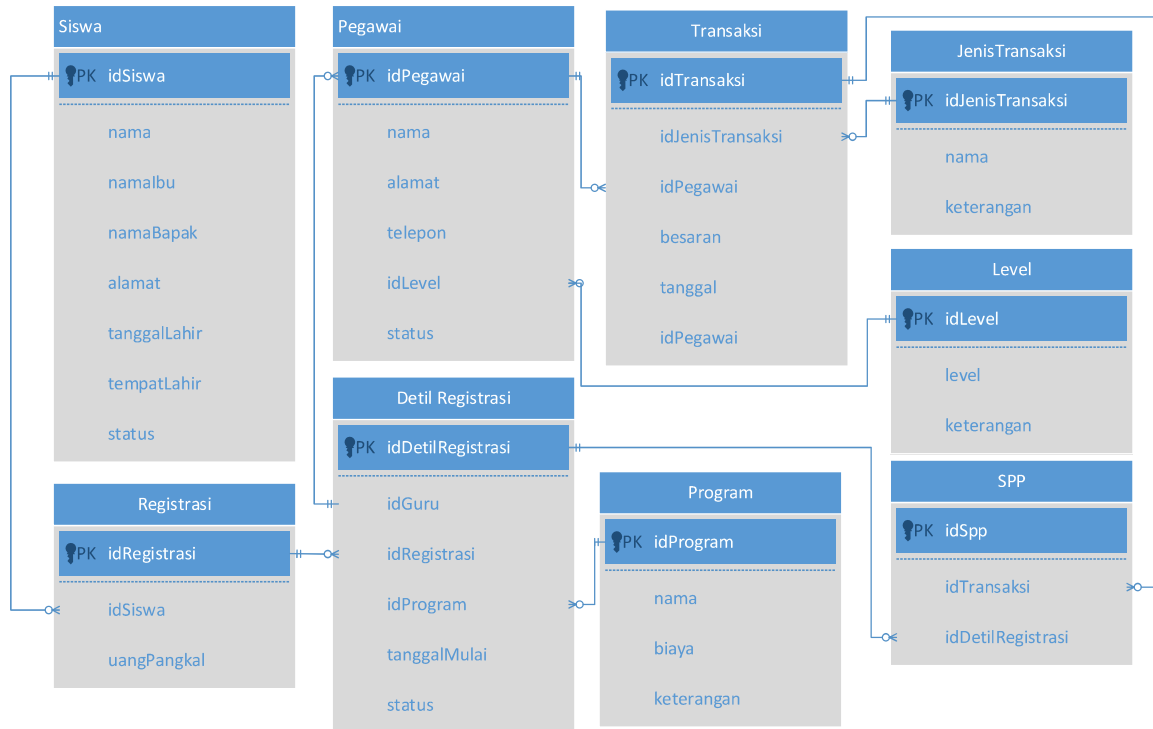 Siswa
PK idSiswa
nama
namaIbu
namaBapak
alamat
tanggalLahir
tempatLahir
status
Pegawai
PK idPegawai
nama
alamat
telepon
idLevel
status
Transaksi
PK idTransaksi
idJenisTransaksi
idPegawai
besaran
tanggal
idPegawai
JenisTransaksi
PK idJenisTransaksi
nama
keterangan
Level
PK idLevel
level
keterangan
Registrasi
PK idRegistrasi
idSiswa
uangPangkal
Detil Registrasi
PK idDetilRegistrasi
idGuru
idRegistrasi
idProgram
tanggalMulai
status
Program
PK idProgram
nama
biaya
keterangan
SPP
PK idSpp
idTransaksi
idDetilRegistrasi